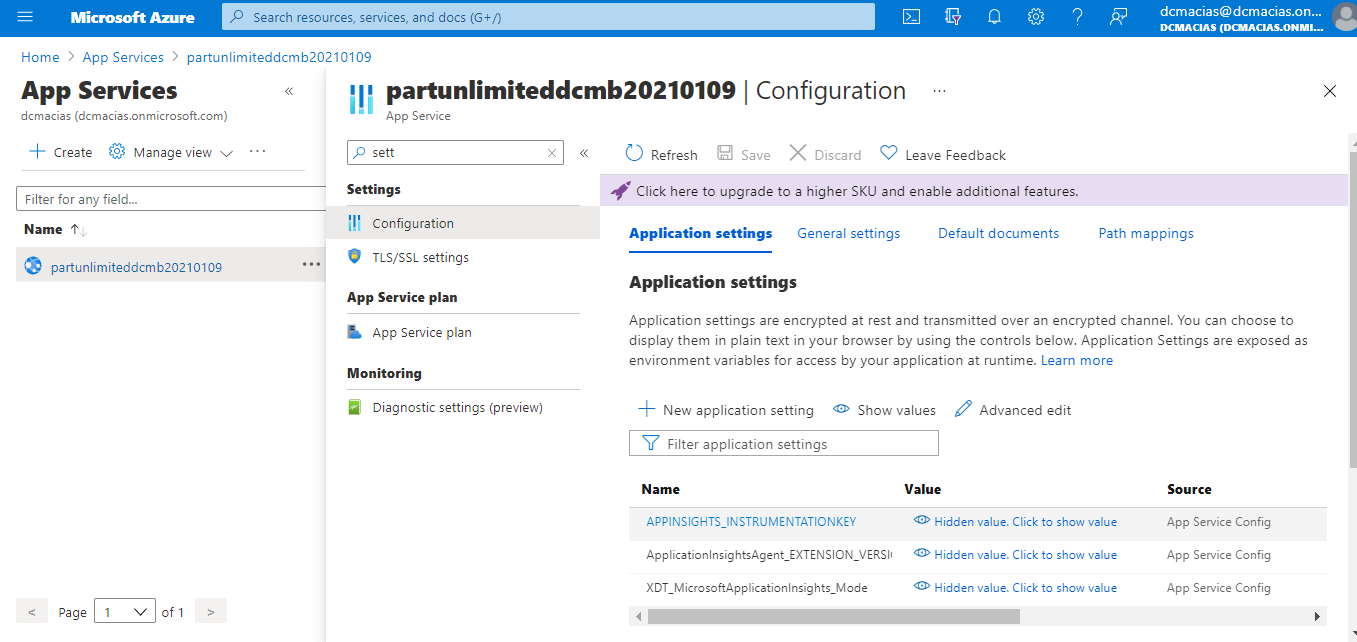 Microsoft Azure
Search resources, services, and docs (G+/)
dcmacias@dcmacias.on...
DCMACIAS (DCMACIAS.ONMI...
Home > App Services > partunlimiteddcmb20210109
App Services
«
dcmacias (dcmacias.onmicrosoft.com)
Create
Manage view
...
Filter for any field...
Name ↑↓
partunlimiteddcmb20210109
...
< Page 1 of 1 >
partunlimiteddcmb20210109 | Configuration
...
App Service
sett
«
Settings
Configuration
TLS/SSL settings
App Service plan
App Service plan
Monitoring
Diagnostic settings (preview)
Refresh Save Discard Leave Feedback
Click here to upgrade to a higher SKU and enable additional features.
Application settings General settings Default documents Path mappings
Application settings
Application settings are encrypted at rest and transmitted over an encrypted channel. You can choose to
display them in plain text in your browser by using the controls below. Application Settings are exposed as
environment variables for access by your application at runtime. Learn more
New application setting Show values Advanced edit
Filter application settings
Name Value Source
APPINSIGHTS_INSTRUMENTATIONKEY Hidden value. Click to show value App Service Config
ApplicationInsightsAgent_EXTENSION_VERSI Hidden value. Click to show value App Service Config
XDT_MicrosoftApplicationInsights_Mode Hidden value. Click to show value App Service Config